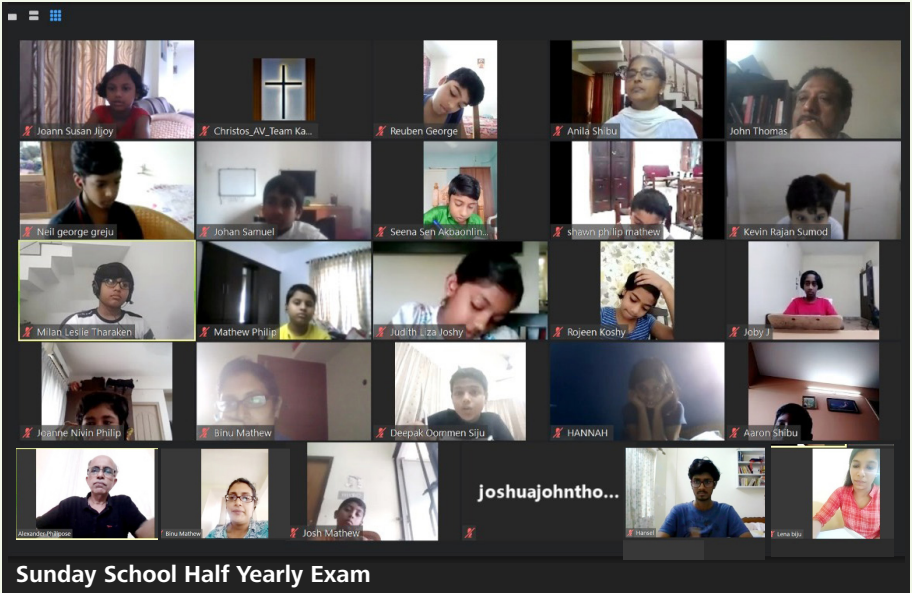 Joann Susan Jijoy
Christos_AV_Team Ka...
Reuben George
Anila Shibu
John Thomas
Neil george greju
Johan Samuel
Seena Sen Akbaonlin...
shawn philip mathew
Kevin Rajan Sumod
Milan Leslie Tharaken
Mathew Philip
Judith Liza Joshy
Rojeen Koshy
Joby J
Joanne Nivin Philip
Binu Mathew
Deepak Oommen Siju
HANNAH
Aaron Shibu
Alexander Philipose
Binu Mathew
Josh Mathew
joshuajohntho...
Hansel
Lena biju
Sunday School Half Yearly Exam